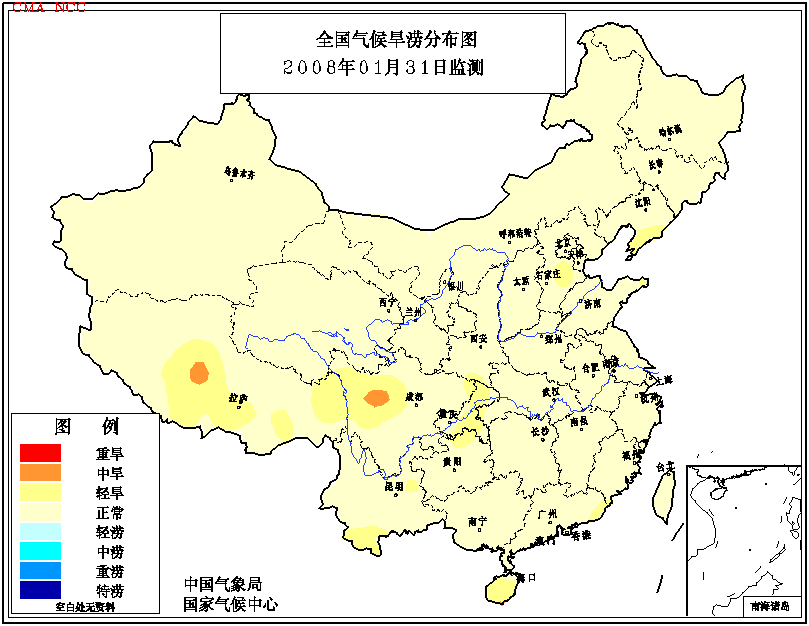 CMA NCC
全国气候旱涝分布图
2008年01月31日监测
哈尔滨
长春
沈阳
乌鲁木齐
呼和浩特
北京
天津
银川
太原
石家庄
西宁
兰州
济南
西安
郑州
合肥
南京
上海
拉萨
成都
武汉
杭州
重庆
长沙
南昌
贵阳
福州
台北
昆明
南宁
广州
澳门
香港
海口
图 例
重旱
中旱
轻旱
正常
轻涝
中涝
重涝
特涝
空白处无资料
中国气象局
国家气候中心
南海诸岛